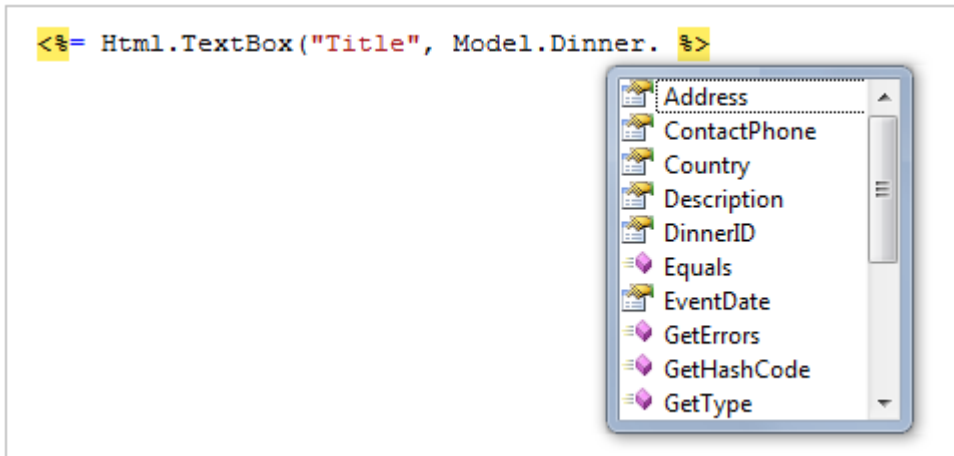 <%= Html.TextBox("Title", Model.Dinner. %>
Address
ContactPhone
Country
Description
DinnerID
Equals
EventDate
GetErrors
GetHashCode
GetType